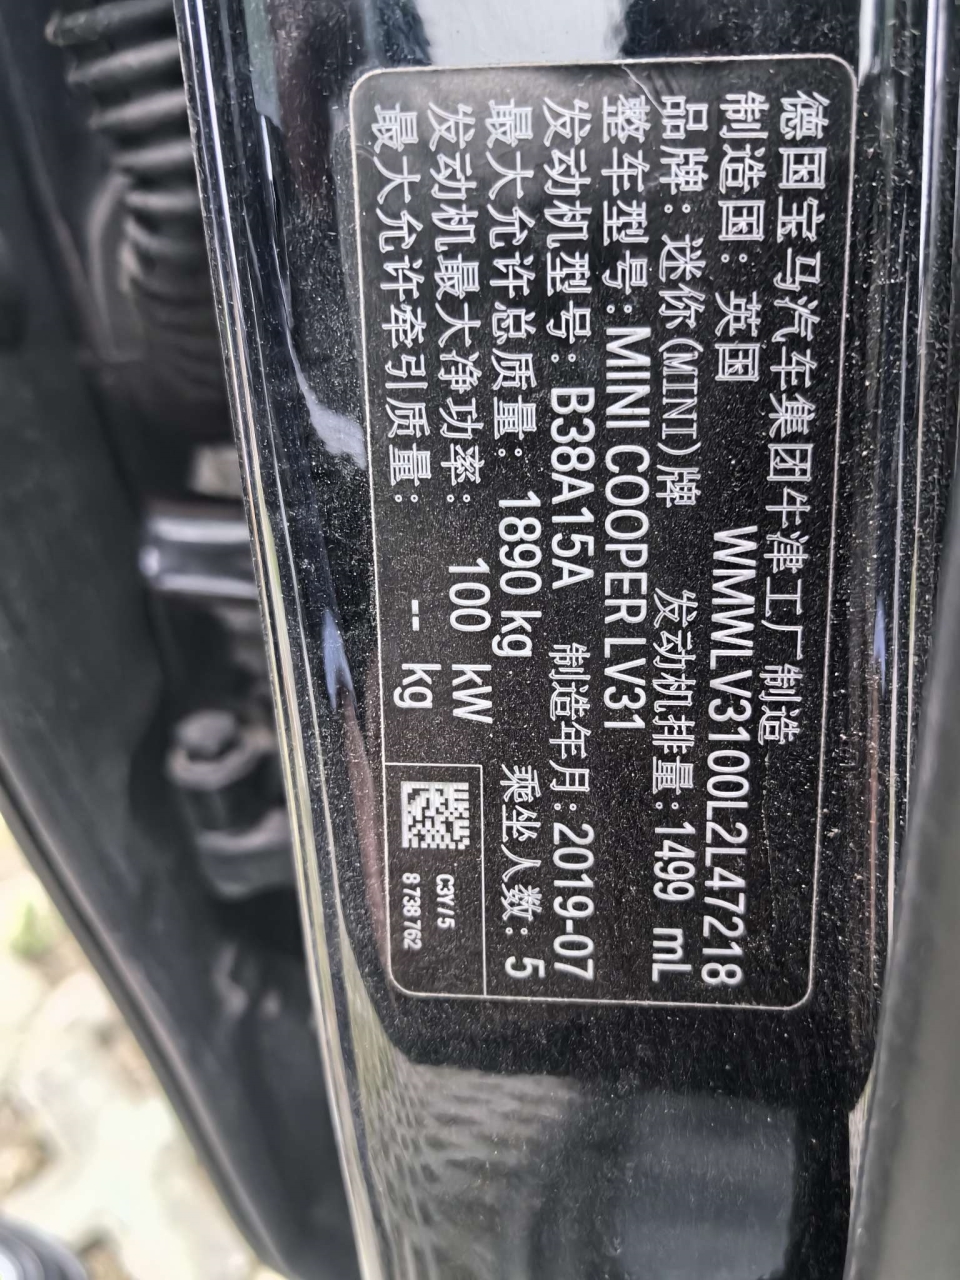 德国宝马汽车集团牛津工厂制造
制造国：英国 WMWLV3100L2L47218
品牌：迷你(MINI)牌 发动机排量：1499 mL
整车型号：MINI COOPER LV31
发动机型号：B38A15A 制造年月：2019-07
最大允许总质量：1890 kg 乘坐人数：5
发动机最大净功率：100 kW
最大允许牵引质量：-- kg
C3Y/5
8 738 762